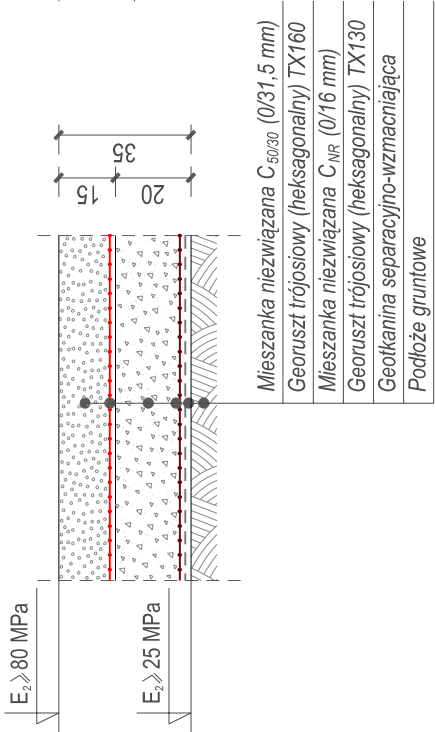 Mieszanka niezwiązana C50/30 (0/31,5 mm)
Georuszt trójosiowy (heksagonalny) TX160
Mieszanka niezwiązana CNR (0/16 mm)
Georuszt trójosiowy (heksagonalny) TX130
Geotkanina separacyjno-wzmacniająca
Podłoże gruntowe
35
15
20
E2⩾80 MPa
E2⩾25 MPa